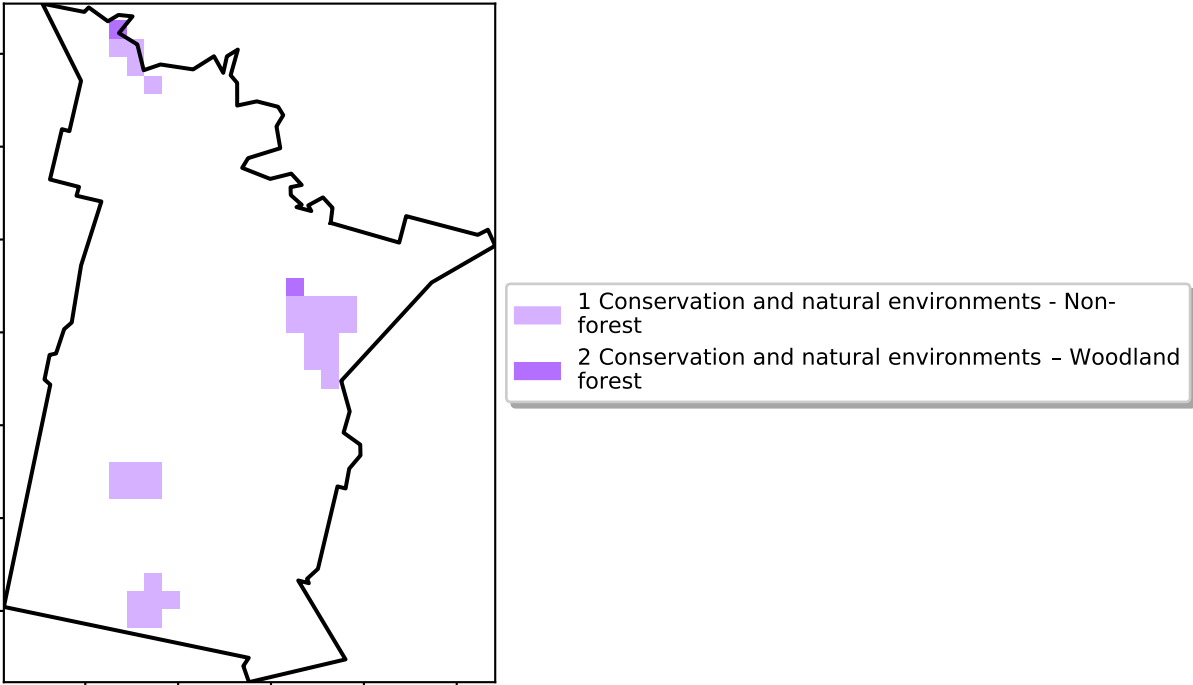 1 Conservation and natural environments - Non-
forest
2 Conservation and natural environments – Woodland
forest